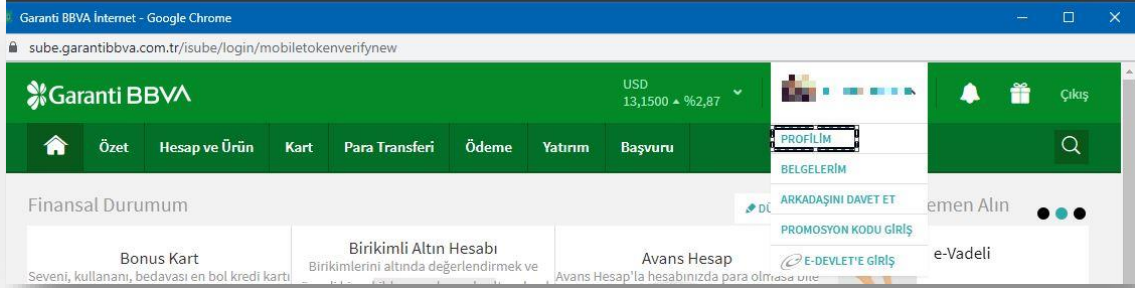 Garanti BBVA İnternet - Google Chrome
sube.garantibbva.com.tr/isube/login/mobiletokenverifynew
Garanti BBVA
USD
13,1500 ▲ %2,87
Çıkış
Özet Hesap ve Ürün Kart Para Transferi Ödeme Yatırım Başvuru
PROFİLİM
BELGELERİM
ARKADAŞINI DAVET ET
PROMOSYON KODU GİRİŞ
E-DEVLET'E GİRİŞ
Finansal Durumum
Bonus Kart
Seveni, kullananı, bedavası en bol kredi kartı
Birikimli Altın Hesabı
Birikimlerini altında değerlendirmek ve
Avans Hesap
Avans Hesap'la hesabınızda para olmasa bile
emen Alın
e-Vadeli